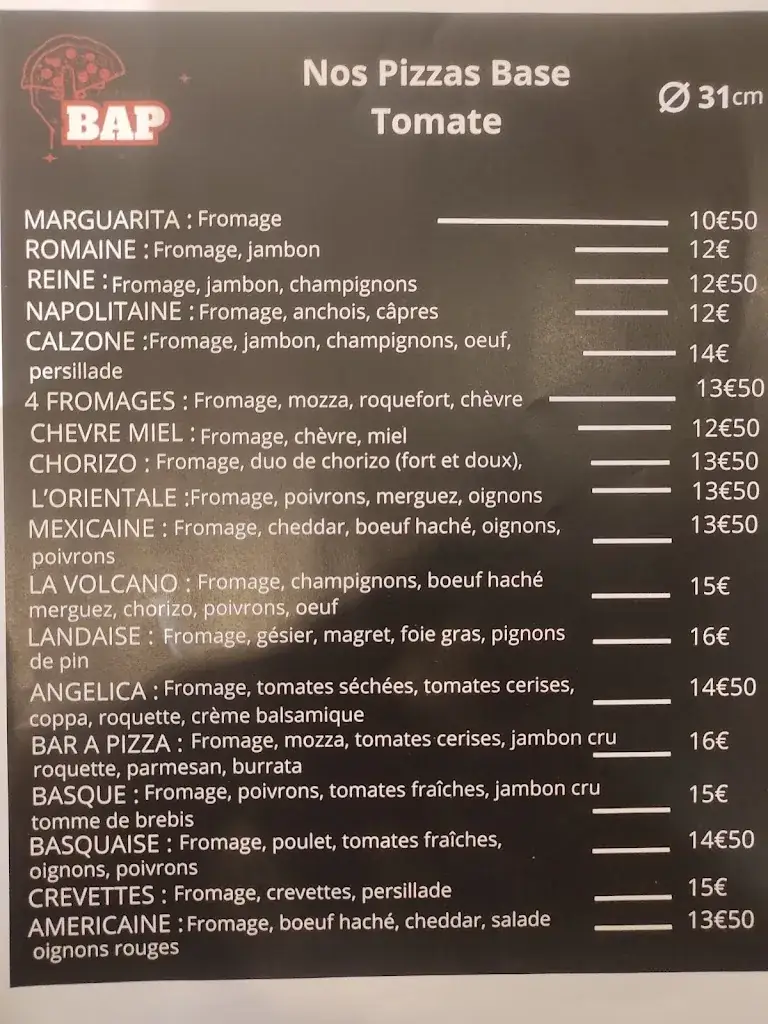 BAP
Nos Pizzas Base
Tomate
Ø 31cm
MARGUARITA : Fromage 10€50
ROMAINE : Fromage, jambon 12€
REINE : Fromage, jambon, champignons 12€50
NAPOLITAINE : Fromage, anchois, câpres 12€
CALZONE :Fromage, jambon, champignons, oeuf,
persillade 14€
4 FROMAGES : Fromage, mozza, roquefort, chèvre 13€50
CHEVRE MIEL : Fromage, chèvre, miel 12€50
CHORIZO : Fromage, duo de chorizo (fort et doux), 13€50
L'ORIENTALE :Fromage, poivrons, merguez, oignons 13€50
MEXICAINE : Fromage, cheddar, boeuf haché, oignons, 13€50
poivrons
LA VOLCANO : Fromage, champignons, boeuf haché 15€
merguez, chorizo, poivrons, oeuf
LANDAISE : Fromage, gésier, magret, foie gras, pignons 16€
de pin
ANGELICA : Fromage, tomates séchées, tomates cerises, 14€50
coppa, roquette, crème balsamique
BAR A PIZZA : Fromage, mozza, tomates cerises, jambon cru 16€
roquette, parmesan, burrata
BASQUE : Fromage, poivrons, tomates fraîches, jambon cru 15€
tomme de brebis
BASQUAISE : Fromage, poulet, tomates fraîches, 14€50
oignons, poivrons
CREVETTES : Fromage, crevettes, persillade 15€
AMERICAINE :Fromage, boeuf haché, cheddar, salade 13€50
oignons rouges